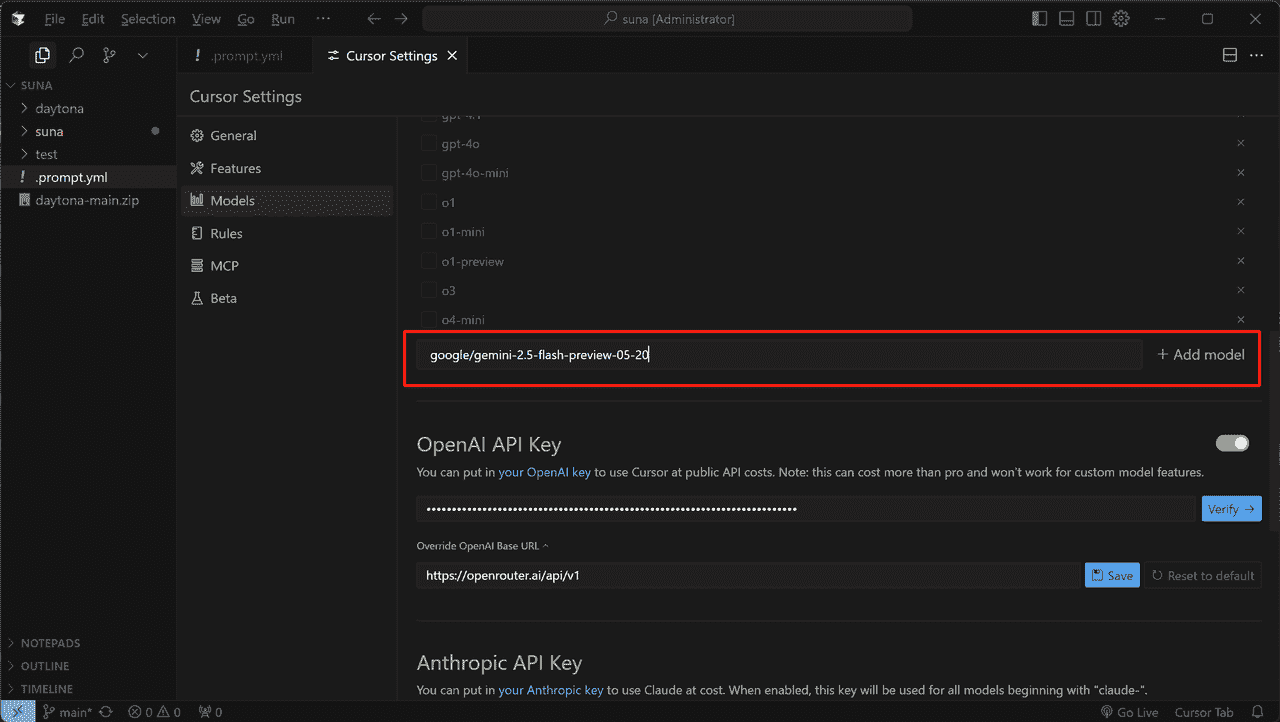 File Edit Selection View Go Run ··· suna [Administrator]
! .prompt.yml Cursor Settings
SUNA
daytona
suna
test
! .prompt.yml
daytona-main.zip
NOTEPADS
OUTLINE
TIMELINE
Cursor Settings
General
Features
Models
Rules
MCP
Beta
gpt-4.1
gpt-4o
gpt-4o-mini
o1
o1-mini
o1-preview
o3
o4-mini
google/gemini-2.5-flash-preview-05-20
+ Add model
OpenAI API Key
You can put in your OpenAI key to use Cursor at public API costs. Note: this can cost more than pro and won't work for custom model features.
•••••••••••••••••••••••••••••••••••••••••••••••••••••••••••••••••••••••••
Verify →
Override OpenAI Base URL
https://openrouter.ai/api/v1
Save
Reset to default
Anthropic API Key
You can put in your Anthropic key to use Claude at cost. When enabled, this key will be used for all models beginning with "claude-".
main* 0 0 0 Go Live Cursor Tab